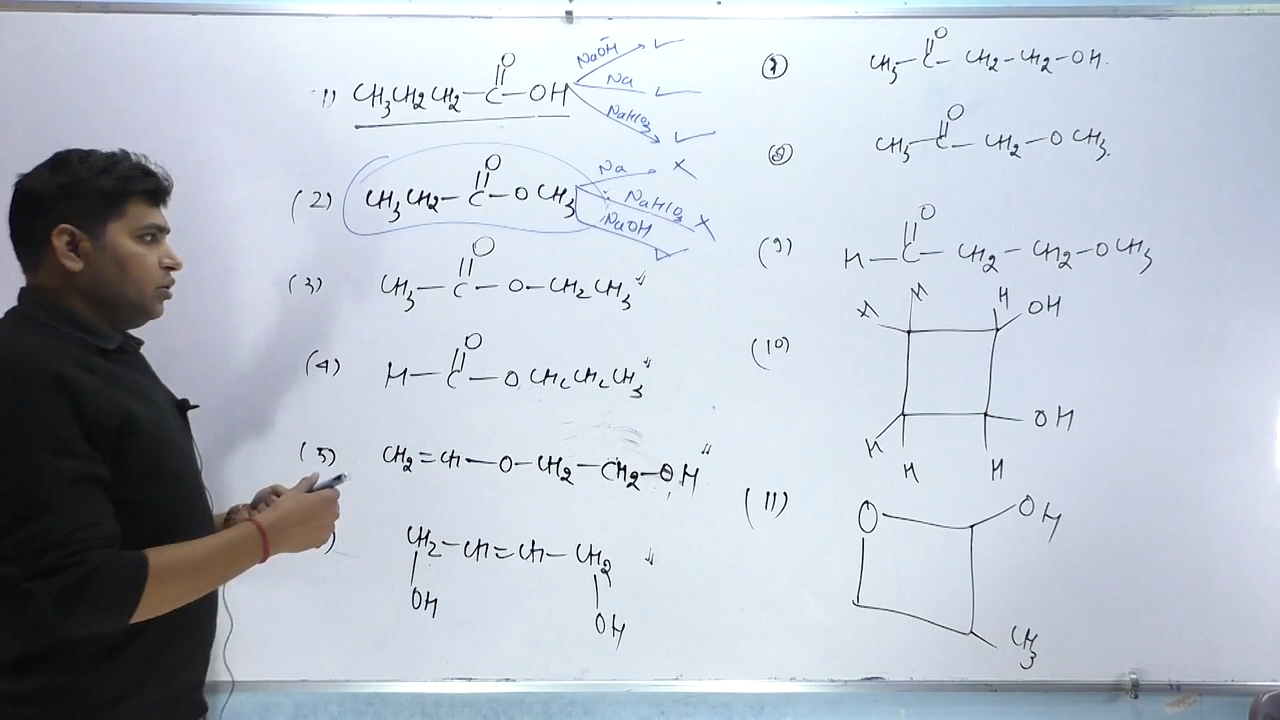 1) CH3CH2CH2-C-OH
O
NaOH ✓
Na ✓
NaHCO3 ✓
(2) CH3CH2-C-OCH3
O
Na X
NaHCO3 X
NaOH ✓
(3) CH3-C-O-CH2CH3
O
(4) H-C-OCH2CH2CH3
O
(5) CH2=CH-O-CH2-CH2-OH
)
CH2-CH=CH-CH2
OH OH
7 CH3-C-CH2-CH2-OH.
O
8 CH3-C-CH2-OCH3.
O
(9) H-C-CH2-CH2-OCH3
O
(10)
H H H OH
OH
H H H
(11)
O OH
CH3